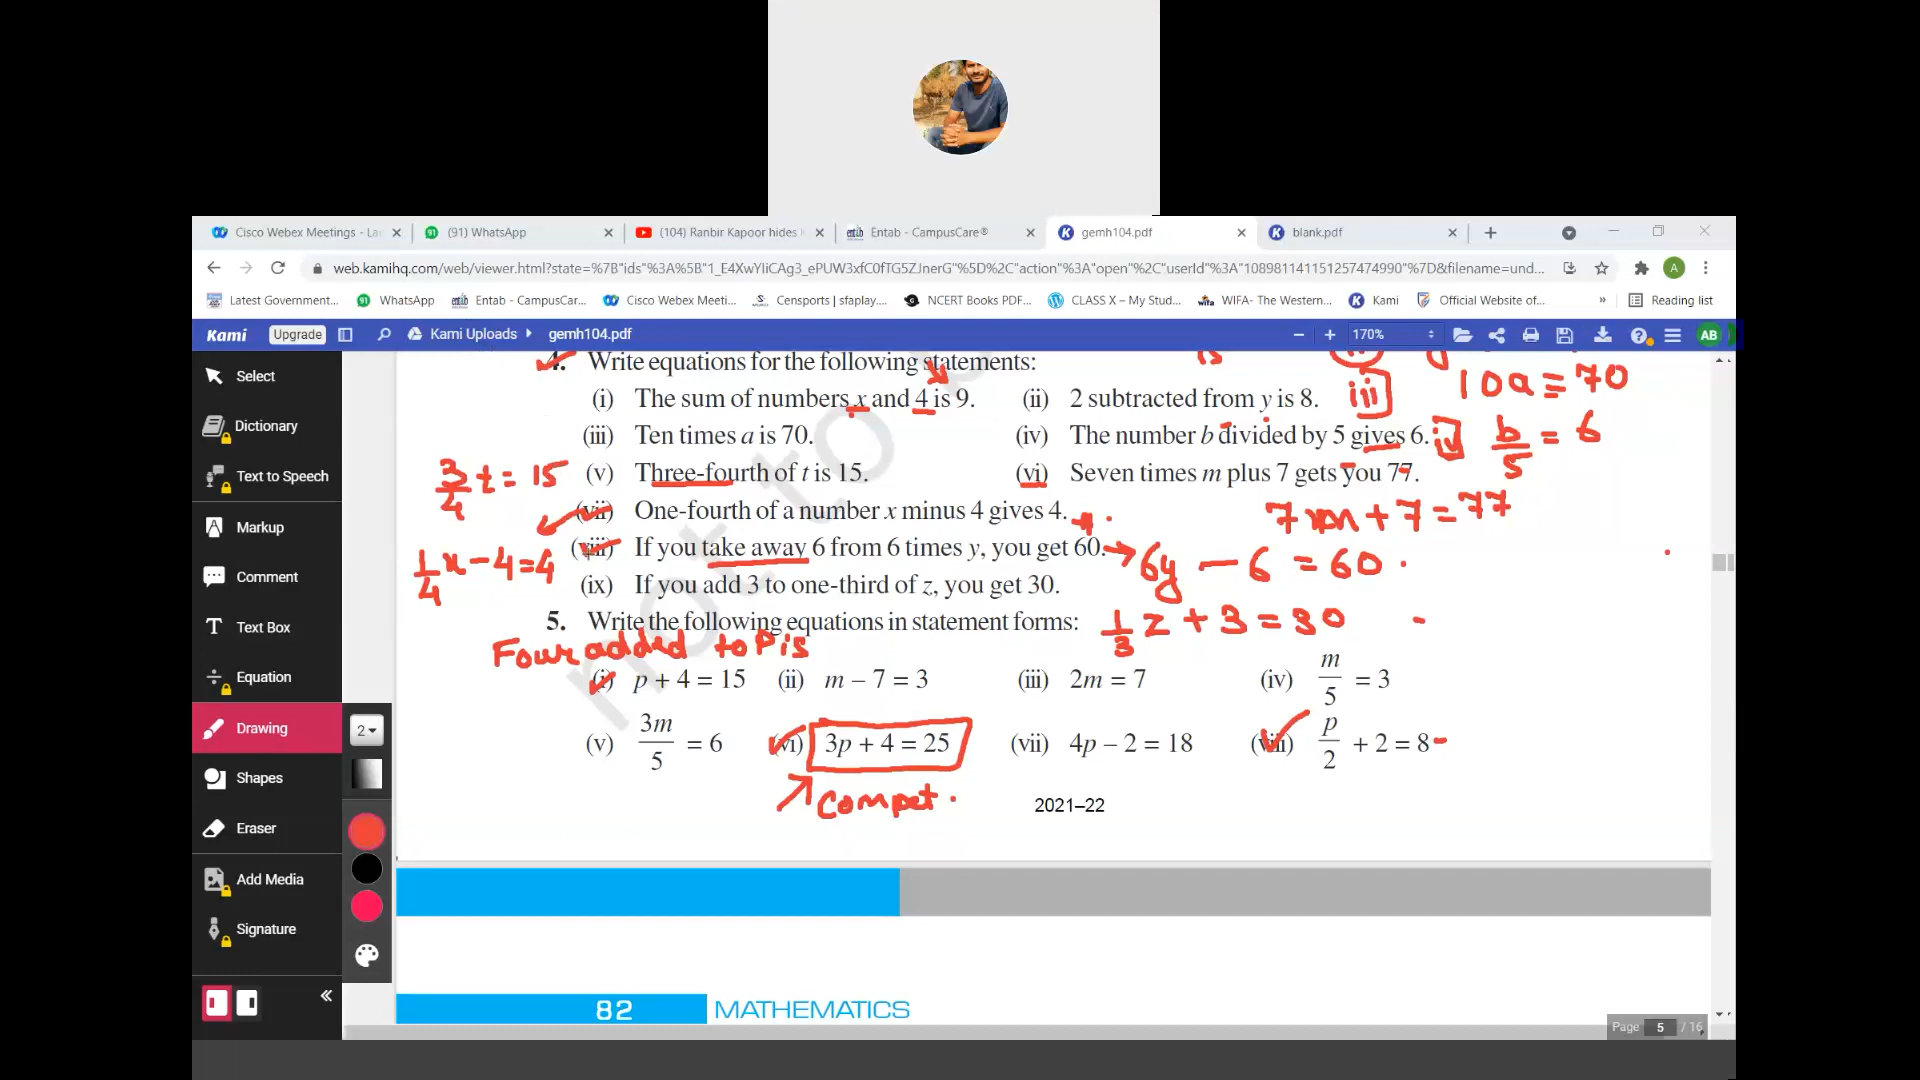 Cisco Webex Meetings - La
(91) WhatsApp
(104) Ranbir Kapoor hides
Entab - CampusCare®
gemh104.pdf
blank.pdf
web.kamihq.com/web/viewer.html?state=%7B"ids"%3A%5B"1_E4XwYIiCAg3_ePUW3xfC0fTG5ZJnerG"%5D%2C"action"%3A"open"%2C"userId"%3A"108981141151257474990"%7D&filename=und...
Latest Government...
WhatsApp
Entab - CampusCar...
Cisco Webex Meeti...
Censports | sfaplay....
NCERT Books PDF...
CLASS X – My Stud...
WIFA- The Western...
Kami
Official Website of...
Reading list
Kami Upgrade Kami Uploads gemh104.pdf 170% AB
Select
Dictionary
Text to Speech
Markup
Comment
Text Box
Equation
Drawing
Shapes
Eraser
Add Media
Signature
2
4. Write equations for the following statements:
(i) The sum of numbers x and 4 is 9. (ii) 2 subtracted from y is 8.
iii 10a = 70
(iii) Ten times a is 70. (iv) The number b divided by 5 gives 6.
iv b/5 = 6
3/4 t = 15
(v) Three-fourth of t is 15. (vi) Seven times m plus 7 gets you 77.
(vii) One-fourth of a number x minus 4 gives 4.
7m + 7 = 77
1/4 x - 4 = 4
(viii) If you take away 6 from 6 times y, you get 60.
6y - 6 = 60
(ix) If you add 3 to one-third of z, you get 30.
5. Write the following equations in statement forms:
1/3 z + 3 = 30
Four added to P is
(i) p + 4 = 15 (ii) m – 7 = 3 (iii) 2m = 7 (iv) m/5 = 3
(v) 3m/5 = 6 (vi) 3p + 4 = 25 (vii) 4p – 2 = 18 (viii) p/2 + 2 = 8
Compet.
2021–22
not to
82 MATHEMATICS
Page 5 / 16